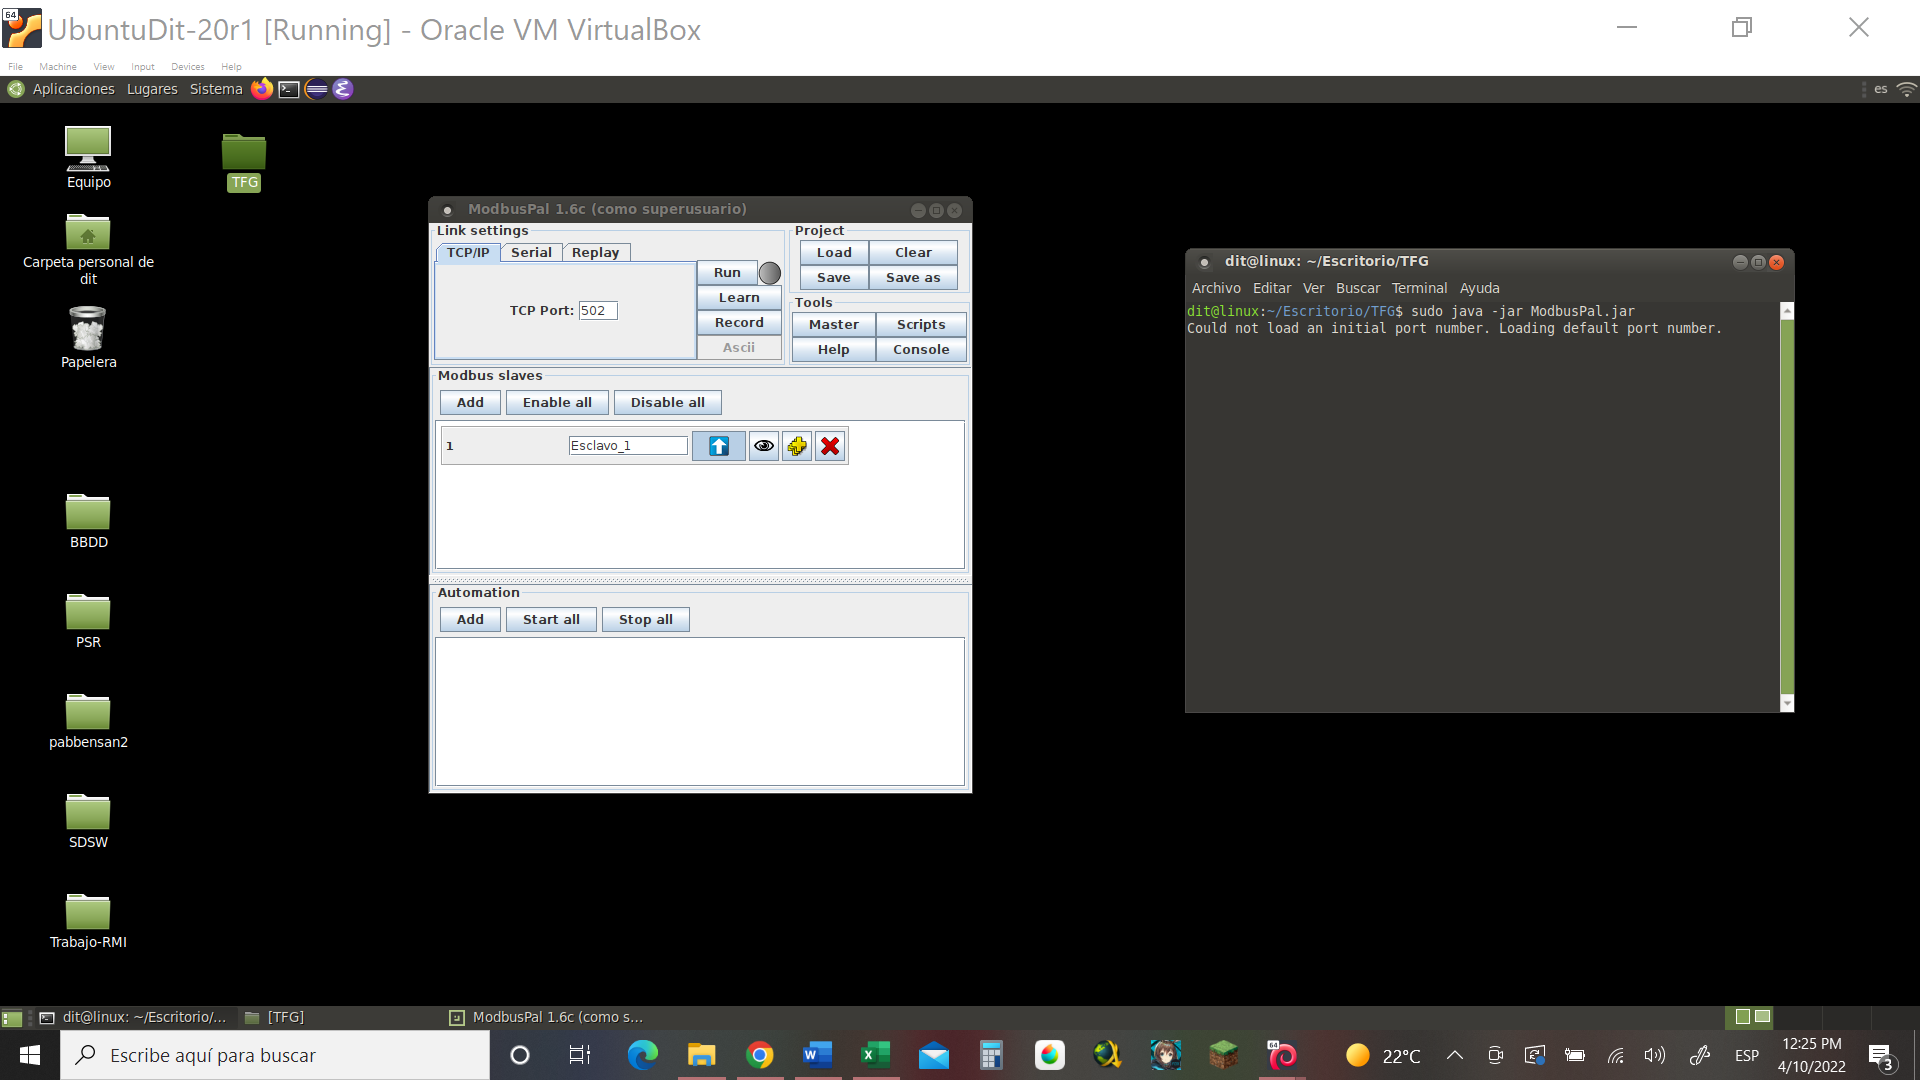 64
UbuntuDit-20r1 [Running] - Oracle VM VirtualBox
File Machine View Input Devices Help
Aplicaciones Lugares Sistema
es
Equipo
TFG
Carpeta personal de dit
Papelera
BBDD
PSR
pabbensan2
SDSW
Trabajo-RMI
ModbusPal 1.6c (como superusuario)
Link settings
TCP/IP Serial Replay
TCP Port: 502
Run
Learn
Record
Ascii
Project
Load Clear
Save Save as
Tools
Master Scripts
Help Console
Modbus slaves
Add Enable all Disable all
1 Esclavo_1
Automation
Add Start all Stop all
dit@linux: ~/Escritorio/TFG
Archivo Editar Ver Buscar Terminal Ayuda
dit@linux:~/Escritorio/TFG$ sudo java -jar ModbusPal.jar
Could not load an initial port number. Loading default port number.
dit@linux: ~/Escritorio/... [TFG] ModbusPal 1.6c (como s...
Escribe aquí para buscar
64
22°C
ESP
12:25 PM
4/10/2022
3